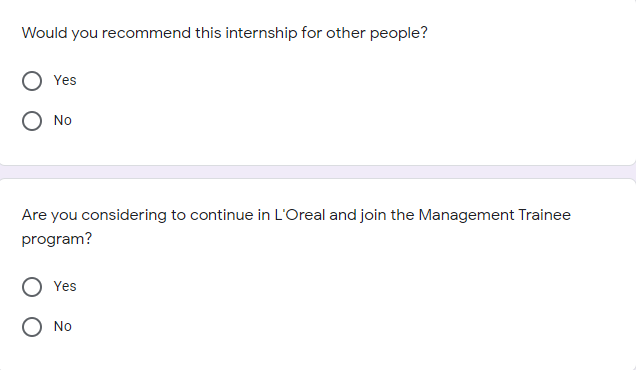 Would you recommend this internship for other people?
Yes
No
Are you considering to continue in L'Oreal and join the Management Trainee
program?
Yes
No